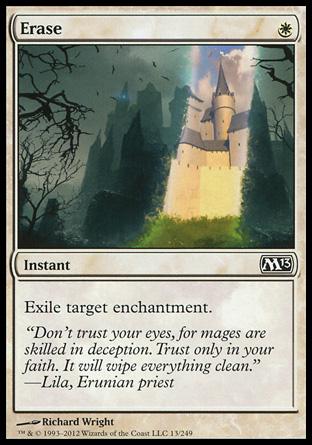 Erase
Instant
M13
Exile target enchantment.
“Don’t trust your eyes, for mages are
skilled in deception. Trust only in your
faith. It will wipe everything clean.”
—Lila, Erunian priest
Richard Wright
™ & © 1993–2012 Wizards of the Coast LLC 13/249